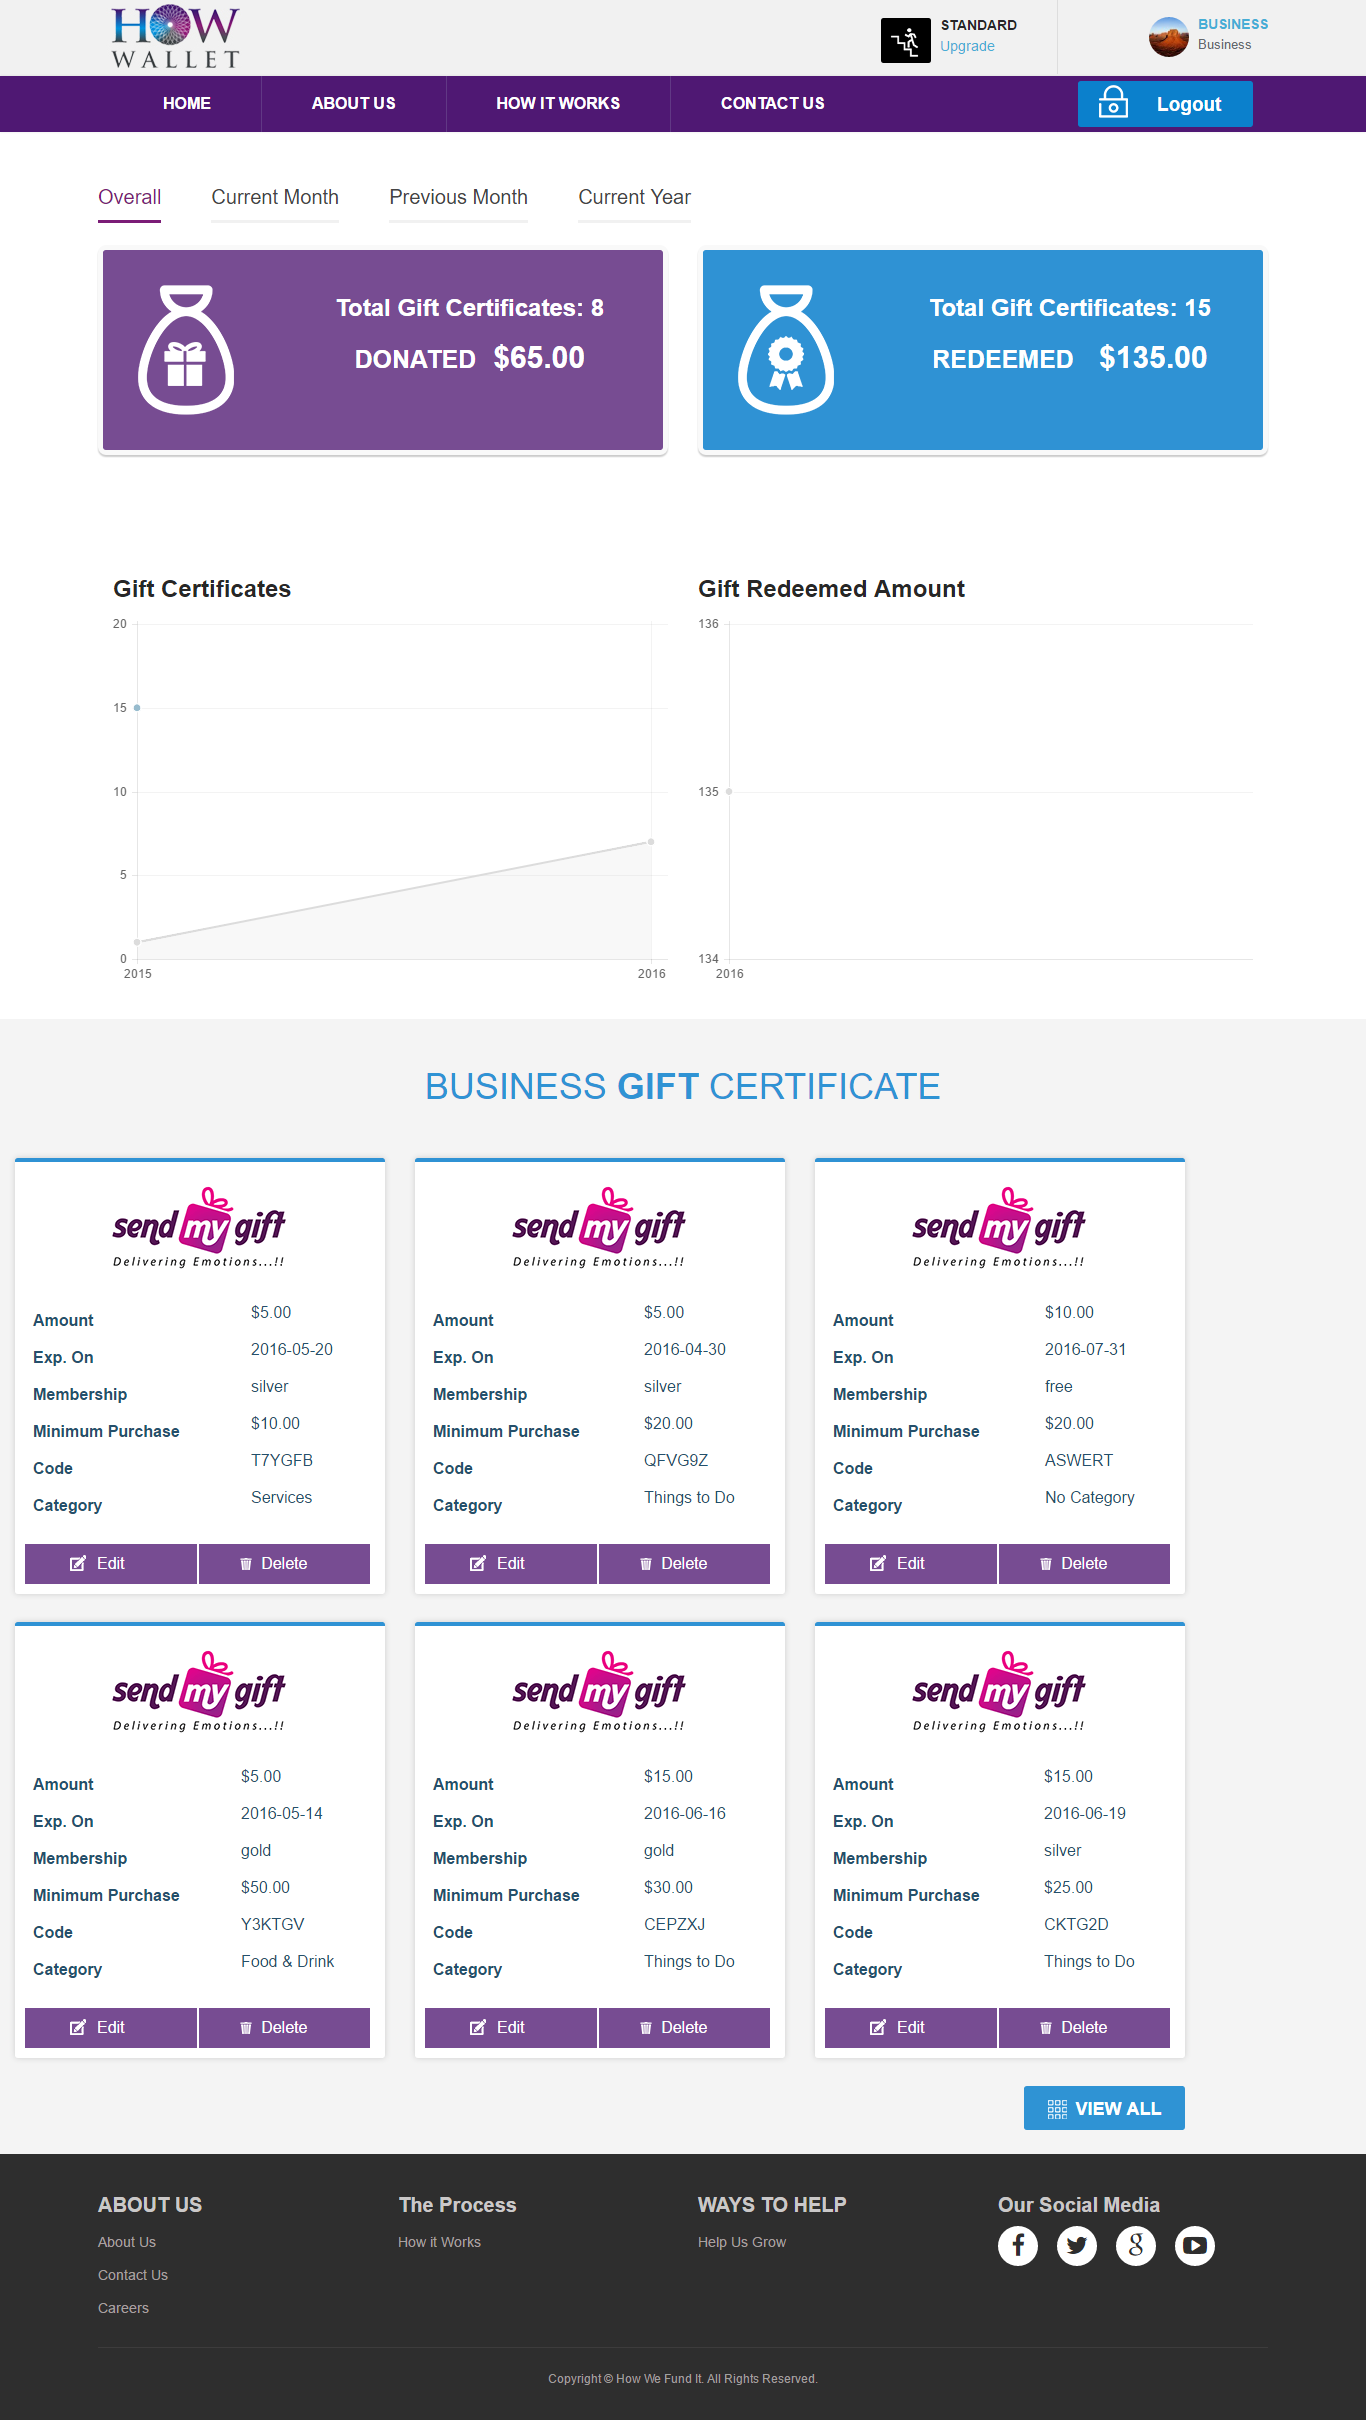 HOW
WALLET
STANDARD
Upgrade
BUSINESS
Business
HOME ABOUT US HOW IT WORKS CONTACT US Logout
Overall Current Month Previous Month Current Year
Total Gift Certificates: 8
DONATED $65.00
Total Gift Certificates: 15
REDEEMED $135.00
Gift Certificates
20
15
10
5
0
2015 2016
Gift Redeemed Amount
136
135
134
2016
BUSINESS GIFT CERTIFICATE
send my gift
Delivering Emotions...!!
Amount $5.00
Exp. On 2016-05-20
Membership silver
Minimum Purchase $10.00
Code T7YGFB
Category Services
Edit Delete
send my gift
Delivering Emotions...!!
Amount $5.00
Exp. On 2016-04-30
Membership silver
Minimum Purchase $20.00
Code QFVG9Z
Category Things to Do
Edit Delete
send my gift
Delivering Emotions...!!
Amount $10.00
Exp. On 2016-07-31
Membership free
Minimum Purchase $20.00
Code ASWERT
Category No Category
Edit Delete
send my gift
Delivering Emotions...!!
Amount $5.00
Exp. On 2016-05-14
Membership gold
Minimum Purchase $50.00
Code Y3KTGV
Category Food & Drink
Edit Delete
send my gift
Delivering Emotions...!!
Amount $15.00
Exp. On 2016-06-16
Membership gold
Minimum Purchase $30.00
Code CEPZXJ
Category Things to Do
Edit Delete
send my gift
Delivering Emotions...!!
Amount $15.00
Exp. On 2016-06-19
Membership silver
Minimum Purchase $25.00
Code CKTG2D
Category Things to Do
Edit Delete
VIEW ALL
ABOUT US
About Us
Contact Us
Careers
The Process
How it Works
WAYS TO HELP
Help Us Grow
Our Social Media
Copyright © How We Fund It. All Rights Reserved.